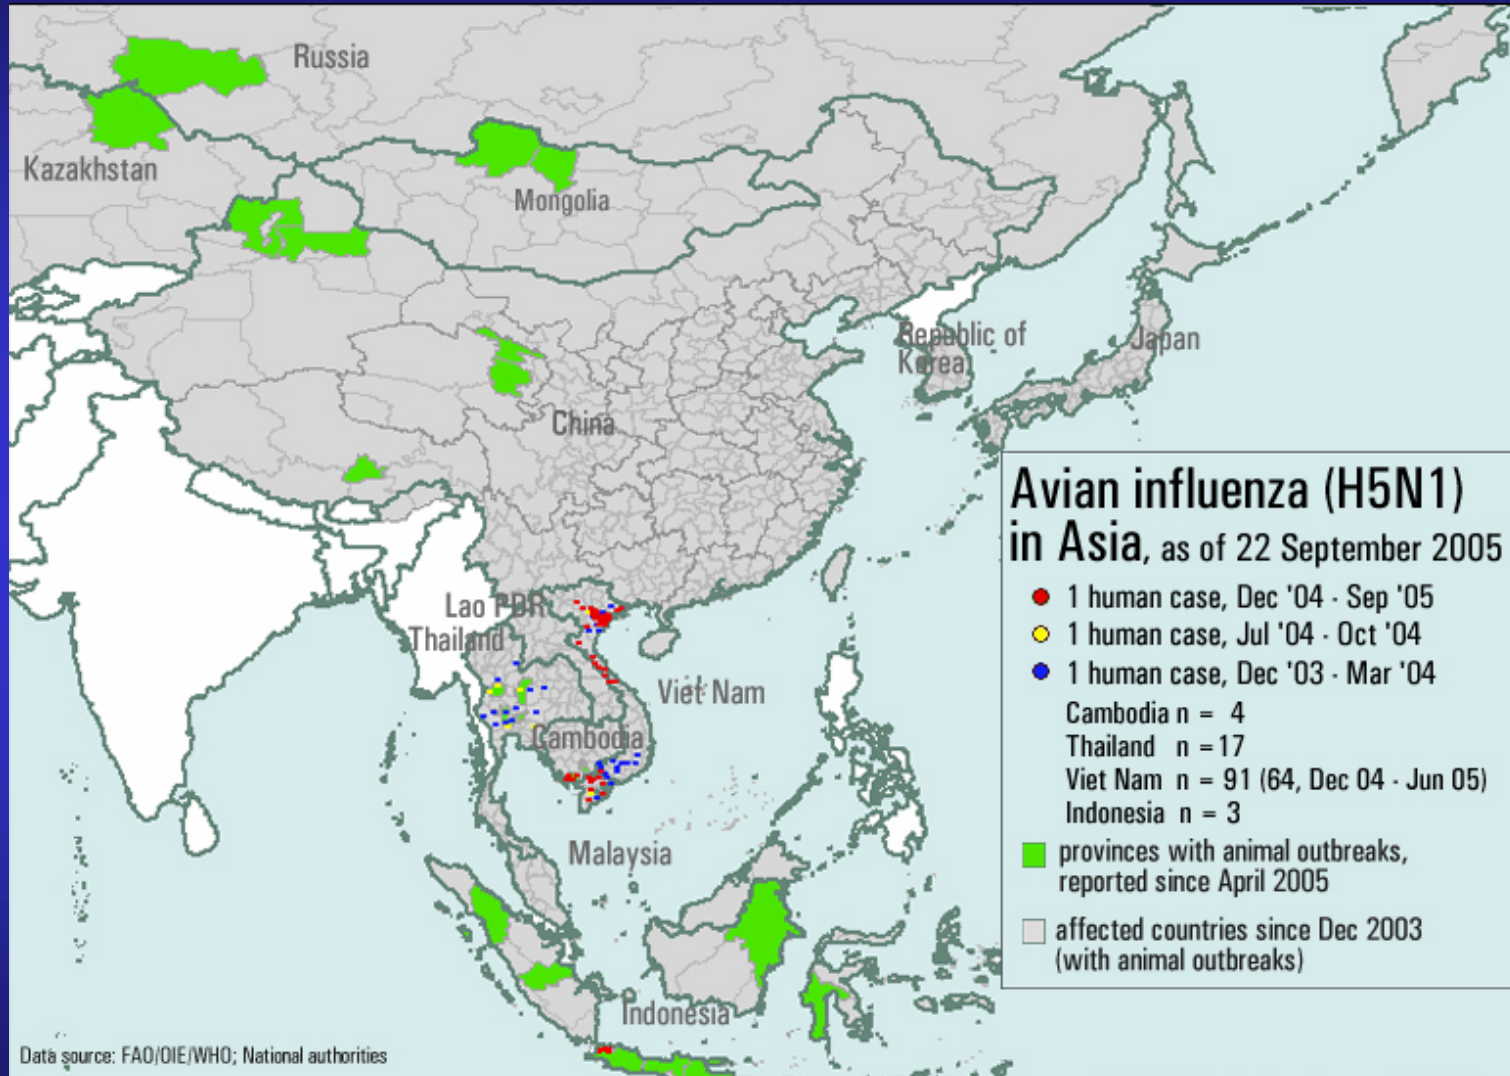 Russia
Kazakhstan
Mongolia
Republic of
Korea
Japan
China
Lao PDR
Thailand
Viet Nam
Cambodia
Malaysia
Indonesia
Avian influenza (H5N1)
in Asia, as of 22 September 2005
1 human case, Dec '04 - Sep '05
1 human case, Jul '04 - Oct '04
1 human case, Dec '03 - Mar '04
Cambodia n = 4
Thailand n =17
Viet Nam n = 91 (64, Dec 04 - Jun 05)
Indonesia n = 3
provinces with animal outbreaks,
reported since April 2005
affected countries since Dec 2003
(with animal outbreaks)
Data source: FAO/OIE/WHO; National authorities